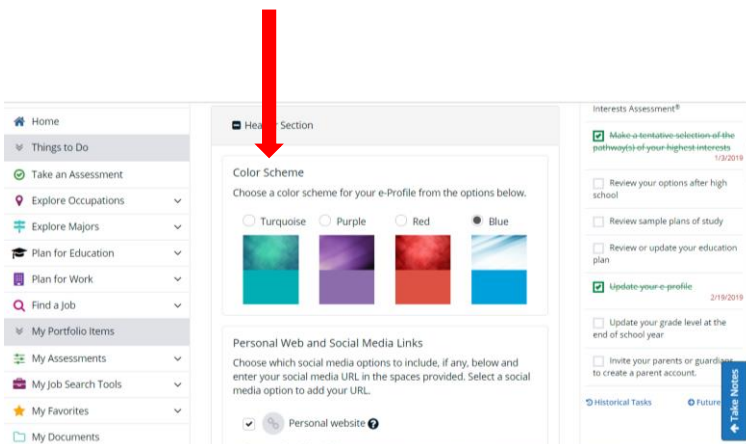 Home
Things to Do
Take an Assessment
Explore Occupations
Explore Majors
Plan for Education
Plan for Work
Find a Job
My Portfolio Items
My Assessments
My Job Search Tools
My Favorites
My Documents
Header Section
Color Scheme
Choose a color scheme for your e-Profile from the options below.
Turquoise Purple Red Blue
Personal Web and Social Media Links
Choose which social media options to include, if any, below and
enter your social media URL in the spaces provided. Select a social
media option to add your URL.
Personal website
Interests Assessment®
Make a tentative selection of the
pathway(s) of your highest interests
1/3/2019
Review your options after high
school
Review sample plans of study
Review or update your education
plan
Update your e-profile
2/19/2019
Update your grade level at the
end of school year
Invite your parents or guardians
to create a parent account.
Historical Tasks Future
Take Notes